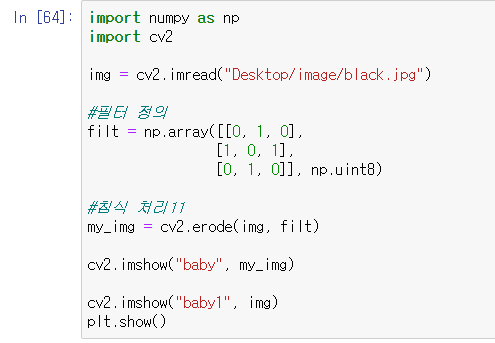 In [64]:
import numpy as np
import cv2
img = cv2.imread("Desktop/image/black.jpg")
#필터 정의
filt = np.array([[0, 1, 0],
[1, 0, 1],
[0, 1, 0]], np.uint8)
#침식 처리11
my_img = cv2.erode(img, filt)
cv2.imshow("baby", my_img)
cv2.imshow("baby1", img)
plt.show()